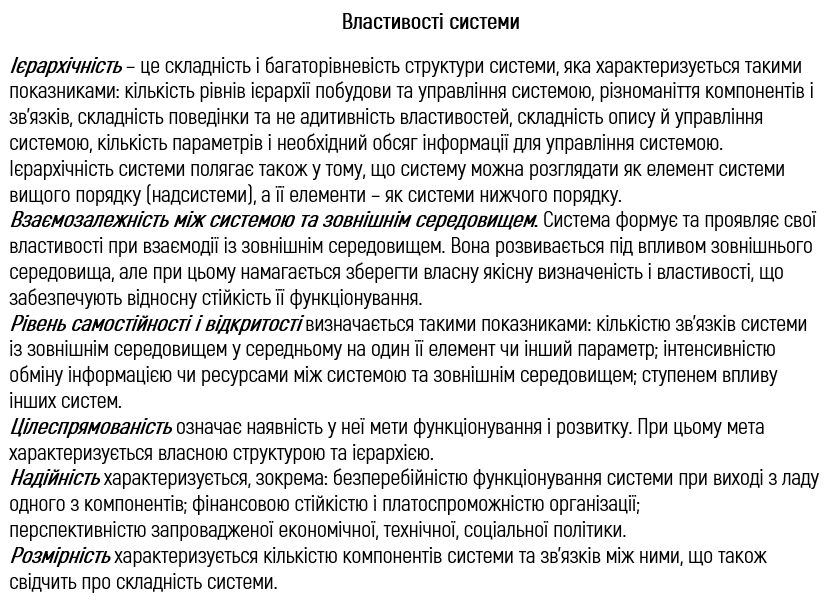 Властивості системи
Ієрархічність – це складність і багаторівневість структури системи, яка характеризується такими
показниками: кількість рівнів ієрархії побудови та управління системою, різноманіття компонентів і
зв’язків, складність поведінки та не адитивність властивостей, складність опису й управління
системою, кількість параметрів і необхідний обсяг інформації для управління системою.
Ієрархічність системи полягає також у тому, що систему можна розглядати як елемент системи
вищого порядку (надсистеми), а її елементи – як системи нижчого порядку.
Взаємозалежність між системою та зовнішнім середовищем. Система формує та проявляє свої
властивості при взаємодії із зовнішнім середовищем. Вона розвивається під впливом зовнішнього
середовища, але при цьому намагається зберегти власну якісну визначеність і властивості, що
забезпечують відносну стійкість її функціонування.
Рівень самостійності і відкритості визначається такими показниками: кількістю зв’язків системи
із зовнішнім середовищем у середньому на один її елемент чи інший параметр; інтенсивністю
обміну інформацією чи ресурсами між системою та зовнішнім середовищем; ступенем впливу
інших систем.
Цілеспрямованість означає наявність у неї мети функціонування і розвитку. При цьому мета
характеризується власною структурою та ієрархією.
Надійність характеризується, зокрема: безперебійністю функціонування системи при виході з ладу
одного з компонентів; фінансовою стійкістю і платоспроможністю організації;
перспективністю запровадженої економічної, технічної, соціальної політики.
Розмірність характеризується кількістю компонентів системи та зв’язків між ними, що також
свідчить про складність системи.